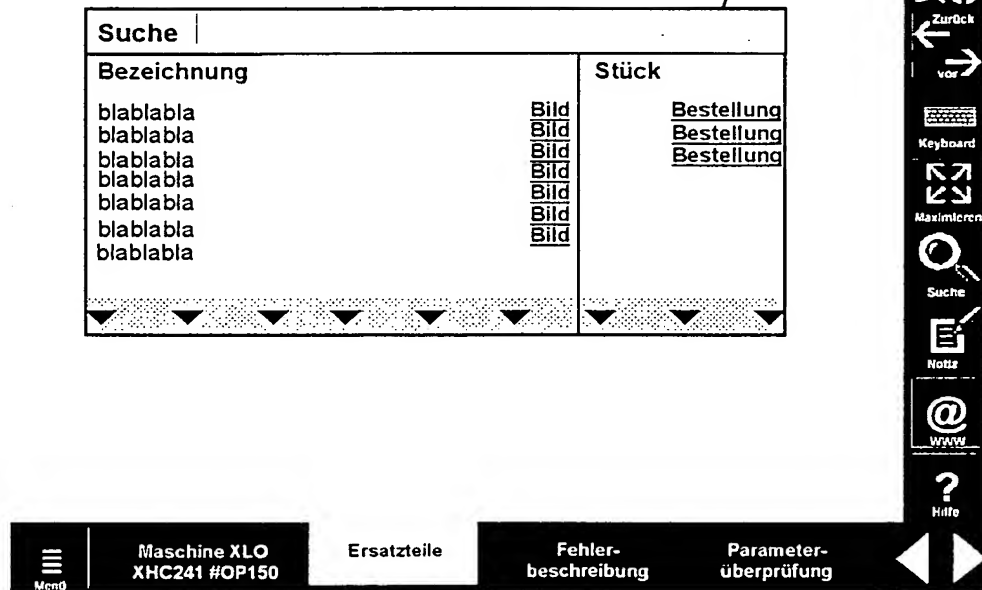 Suche
Bezeichnung Stück
blablabla Bild Bestellung
blablabla Bild Bestellung
blablabla Bild Bestellung
blablabla Bild
blablabla Bild
blablabla Bild
blablabla Bild
Zurück
vor
Keyboard
Maximieren
Suche
Notiz
@
WWW
?
Hilfe
Menü
Maschine XLO
XHC241 #OP150
Ersatzteile
Fehler-
beschreibung
Parameter-
überprüfung